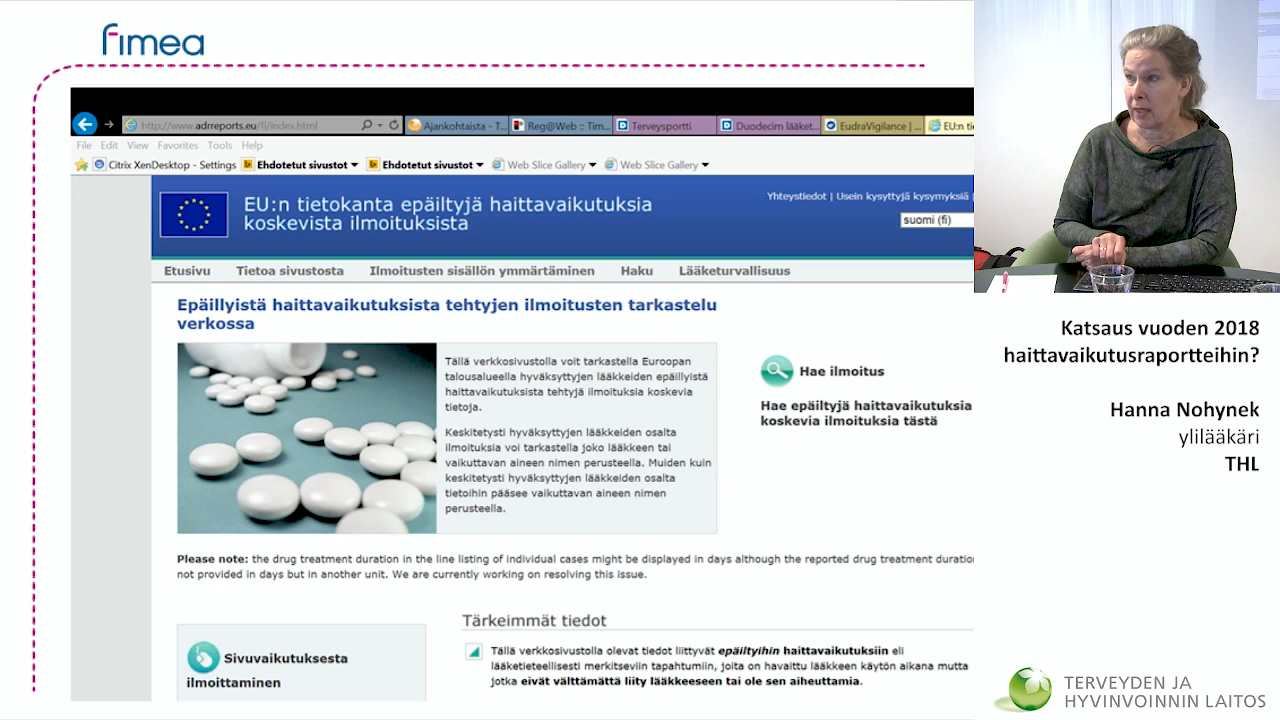 fimea
http://www.adrreports.eu/fi/index.html
Ajankohtaista - T...
Reg@Web :: Tim...
Terveysportti
Duodecim lääket...
EudraVigilance | ...
EU:n ti
File Edit View Favorites Tools Help
Citrix XenDesktop - Settings
Ehdotetut sivustot
Ehdotetut sivustot
Web Slice Gallery
Web Slice Gallery
EU:n tietokanta epäiltyjä haittavaikutuksia
koskevista ilmoituksista
Yhteystiedot | Usein kysyttyjä kysymyksiä |
suomi (fi)
Etusivu Tietoa sivustosta Ilmoitusten sisällön ymmärtäminen Haku Lääketurvallisuus
Epäillyistä haittavaikutuksista tehtyjen ilmoitusten tarkastelu
verkossa
Tällä verkkosivustolla voit tarkastella Euroopan
talousalueella hyväksyttyjen lääkkeiden epäillyistä
haittavaikutuksista tehtyjä ilmoituksia koskevia
tietoja.
Keskitetysti hyväksyttyjen lääkkeiden osalta
ilmoituksia voi tarkastella joko lääkkeen tai
vaikuttavan aineen nimen perusteella. Muiden kuin
keskitetysti hyväksyttyjen lääkkeiden osalta
tietoihin pääsee vaikuttavan aineen nimen
perusteella.
Hae ilmoitus
Hae epäiltyjä haittavaikutuksia
koskevia ilmoituksia tästä
Please note: the drug treatment duration in the line listing of individual cases might be displayed in days although the reported drug treatment duratio
not provided in days but in another unit. We are currently working on resolving this issue.
Sivuvaikutuksesta
ilmoittaminen
Tärkeimmät tiedot
Tällä verkkosivustolla olevat tiedot liittyvät epäiltyihin haittavaikutuksiin eli
lääketieteellisesti merkitseviin tapahtumiin, joita on havaittu lääkkeen käytön aikana mutta
jotka eivät välttämättä liity lääkkeeseen tai ole sen aiheuttamia.
Katsaus vuoden 2018
haittavaikutusraportteihin?
Hanna Nohynek
ylilääkäri
THL
TERVEYDEN JA
HYVINVOINNIN LAITOS